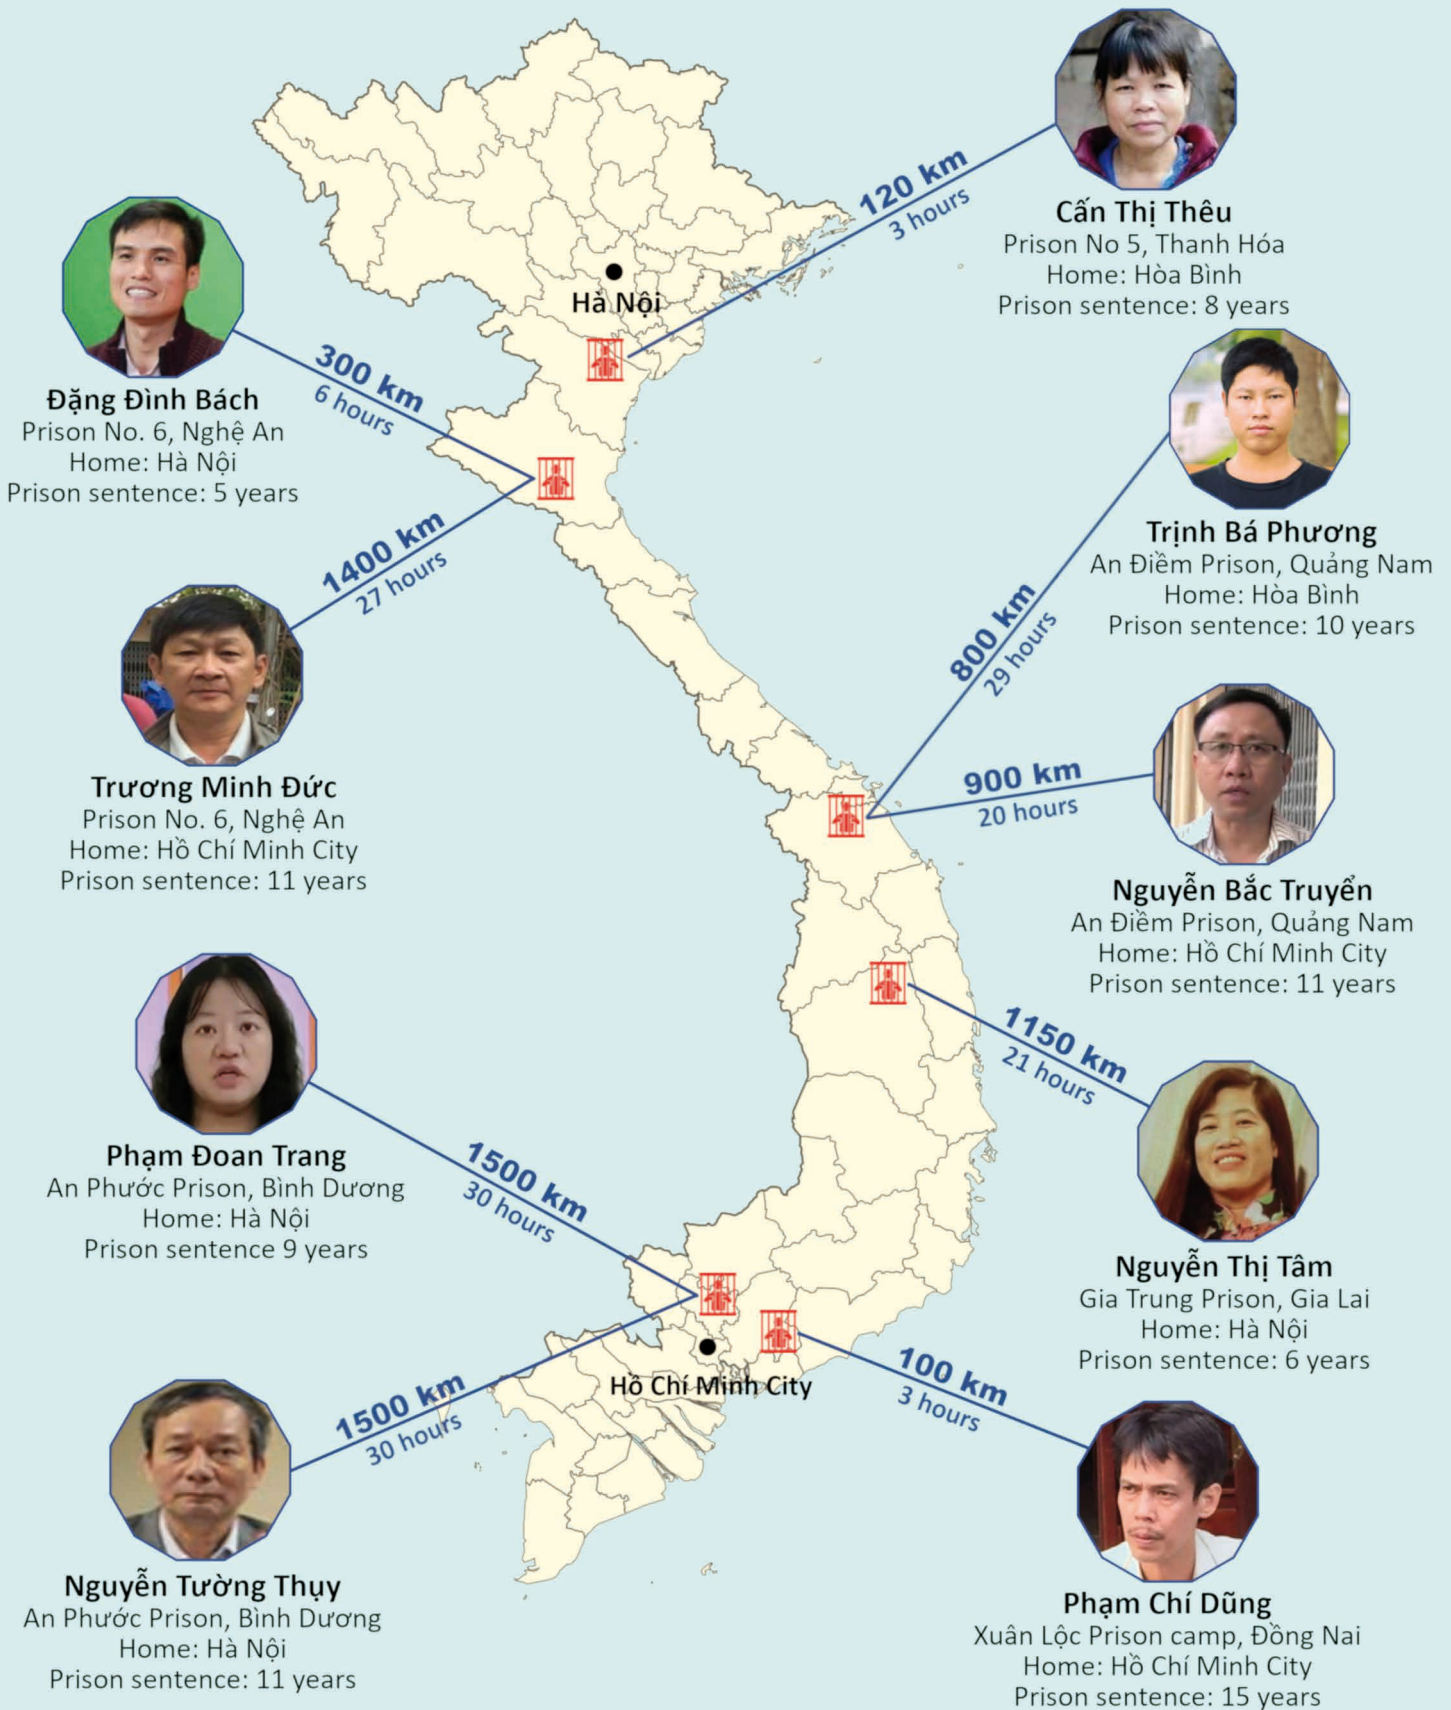 120 km
3 hours
Cấn Thị Thêu
Prison No 5, Thanh Hóa
Home: Hòa Bình
Prison sentence: 8 years
Hà Nội
300 km
6 hours
Đặng Đình Bách
Prison No. 6, Nghệ An
Home: Hà Nội
Prison sentence: 5 years
Trịnh Bá Phương
An Điềm Prison, Quảng Nam
Home: Hòa Bình
Prison sentence: 10 years
800 km
29 hours
1400 km
27 hours
Trương Minh Đức
Prison No. 6, Nghệ An
Home: Hồ Chí Minh City
Prison sentence: 11 years
900 km
20 hours
Nguyễn Bắc Truyển
An Điềm Prison, Quảng Nam
Home: Hồ Chí Minh City
Prison sentence: 11 years
1150 km
21 hours
Phạm Đoan Trang
An Phước Prison, Bình Dương
Home: Hà Nội
Prison sentence 9 years
1500 km
30 hours
Nguyễn Thị Tâm
Gia Trung Prison, Gia Lai
Home: Hà Nội
Prison sentence: 6 years
Hồ Chí Minh City
1500 km
30 hours
100 km
3 hours
Nguyễn Tường Thụy
An Phước Prison, Bình Dương
Home: Hà Nội
Prison sentence: 11 years
Phạm Chí Dũng
Xuân Lộc Prison camp, Đồng Nai
Home: Hồ Chí Minh City
Prison sentence: 15 years